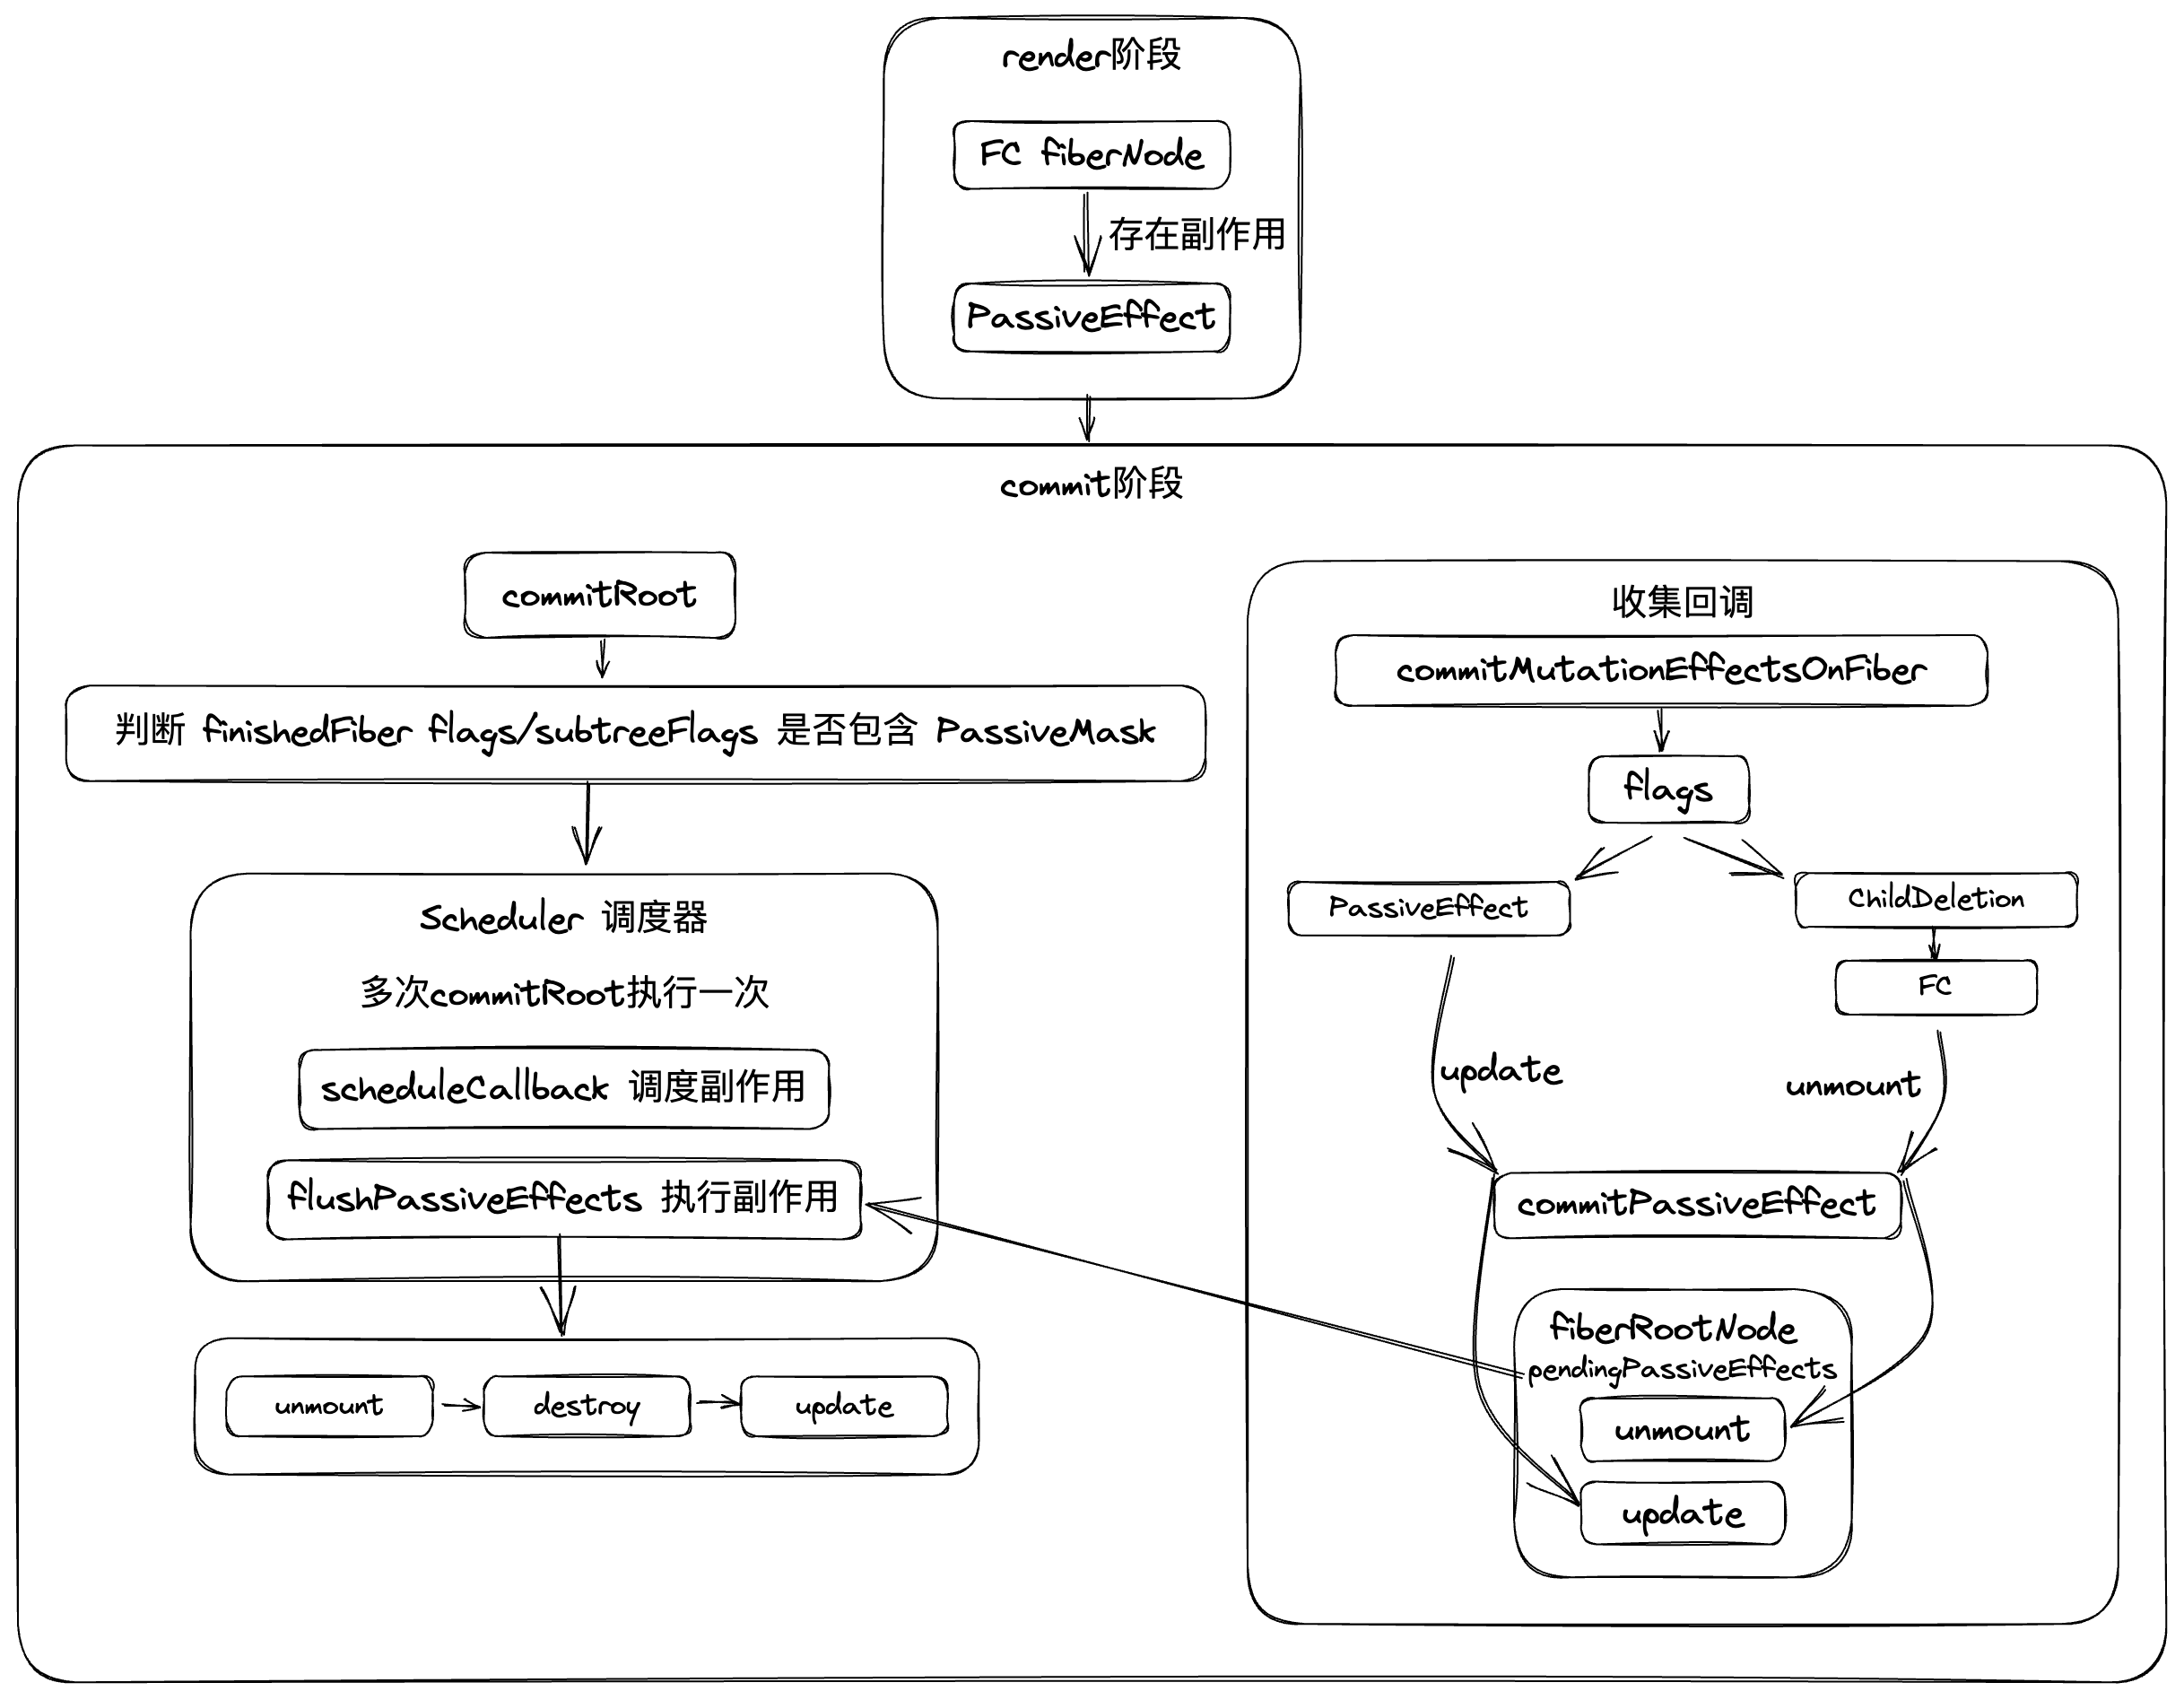 render阶段
FC fiberNode
存在副作用
PassiveEffect
commit阶段
commitRoot
判断 finishedFiber flags/subtreeFlags 是否包含 PassiveMask
Scheduler 调度器
多次commitRoot执行一次
scheduleCallback 调度副作用
flushPassiveEffects 执行副作用
unmount
destroy
update
收集回调
commitMutationEffectsOnFiber
flags
PassiveEffect
ChildDeletion
FC
update
unmount
commitPassiveEffect
fiberRootNode
pendingPassiveEffects
unmount
update